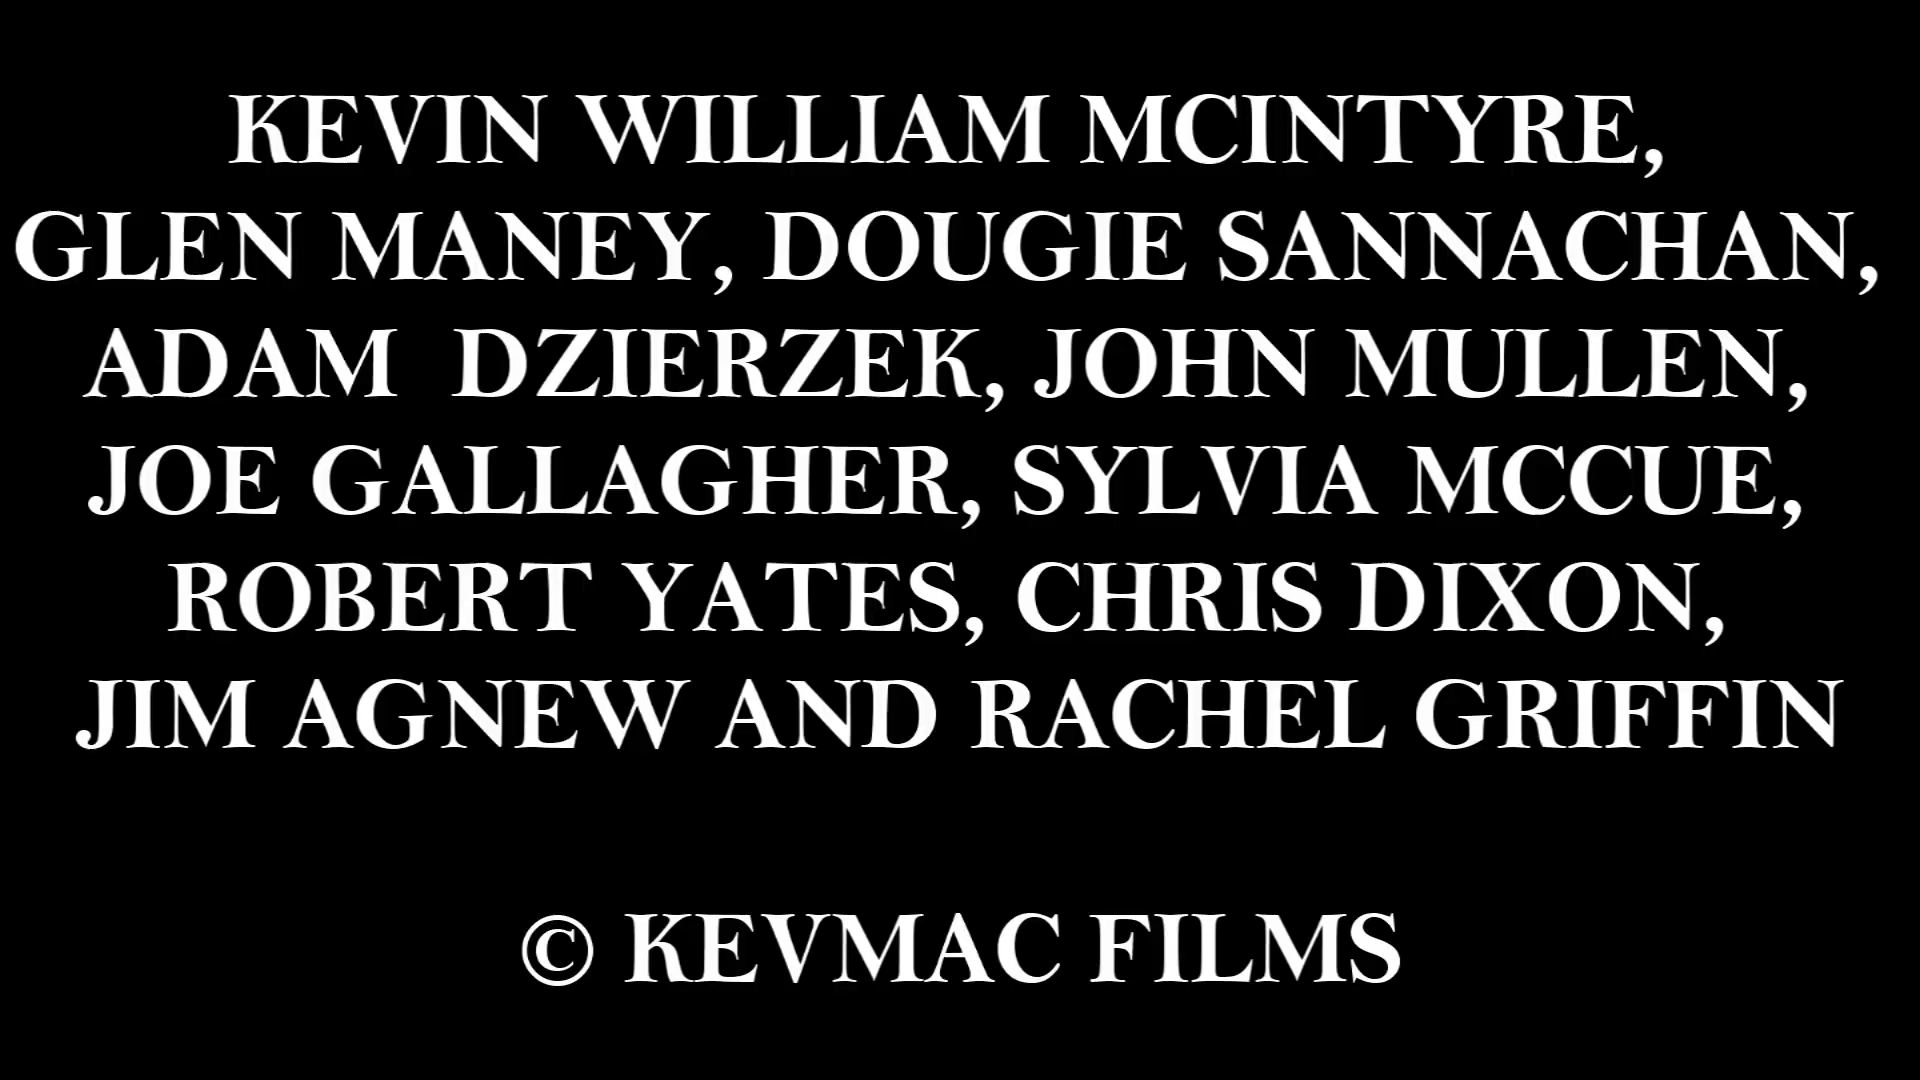 KEVIN WILLIAM MCINTYRE,
GLEN MANEY, DOUGIE SANNACHAN,
ADAM  DZIERZEK, JOHN MULLEN,
JOE GALLAGHER, SYLVIA MCCUE,
ROBERT YATES, CHRIS DIXON,
JIM AGNEW AND RACHEL GRIFFIN
© KEVMAC FILMS